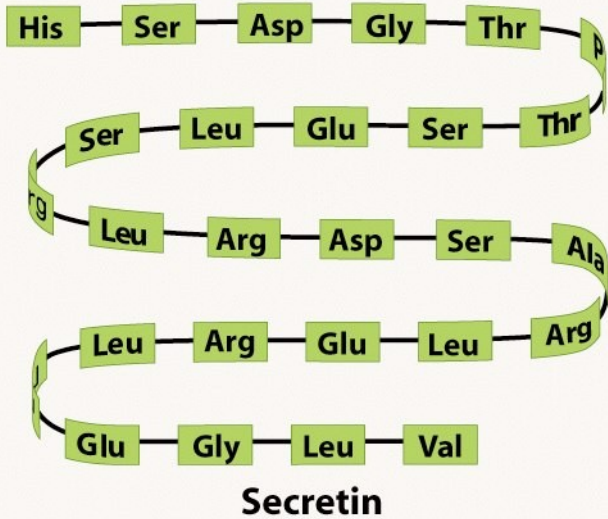 His Ser Asp Gly Thr
Ser Leu Glu Ser Thr
Leu Arg Asp Ser Ala
Leu Arg Glu Leu Arg
Glu Gly Leu Val
Secretin